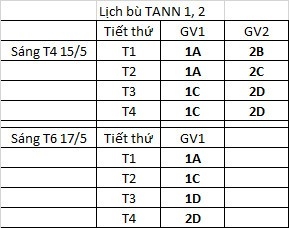 Lịch bù TANN 1, 2
Tiết thứ GV1 GV2
Sáng T4 15/5 T1 1A 2B
T2 1A 2C
T3 1C 2D
T4 1C 2D
Sáng T6 17/5 Tiết thứ GV1
T1 1A
T2 1C
T3 1D
T4 2D